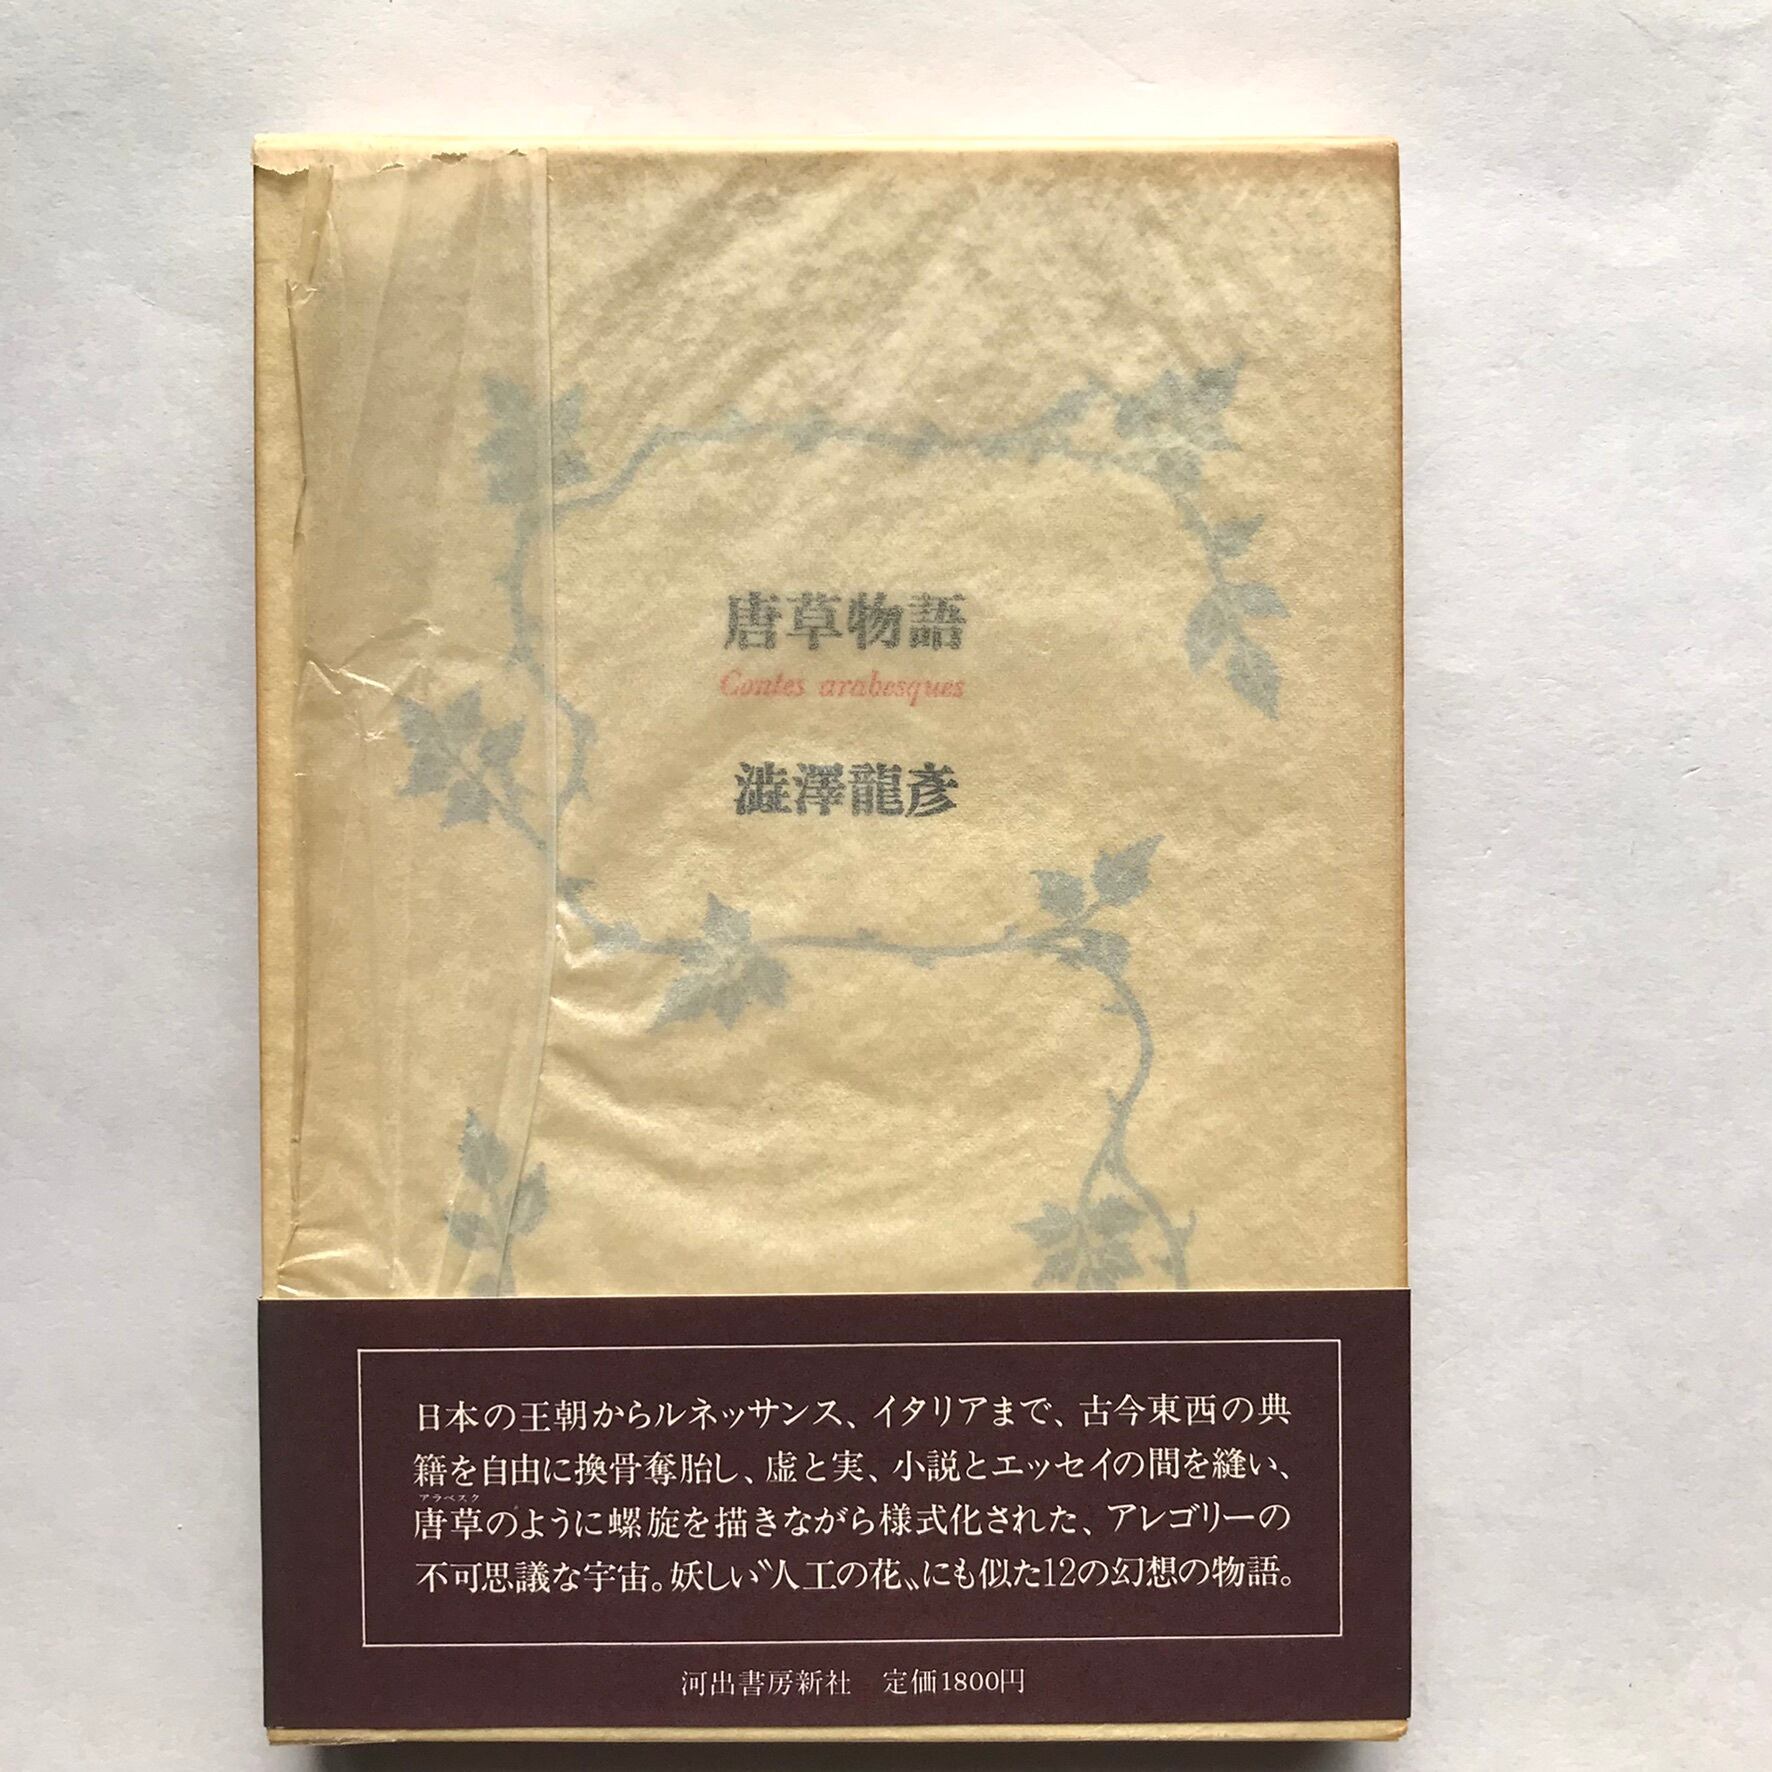 唐草物語
Contes arabesques
澁澤龍彥
日本の王朝からルネッサンス、イタリアまで、古今東西の典
籍を自由に換骨奪胎し、虚と実、小説とエッセイの間を縫い、
アラベスク
唐草のように螺旋を描きながら様式化された、アレゴリーの
不可思議な宇宙。妖しい〝人工の花〟にも似た12の幻想の物語。
河出書房新社 定価1800円